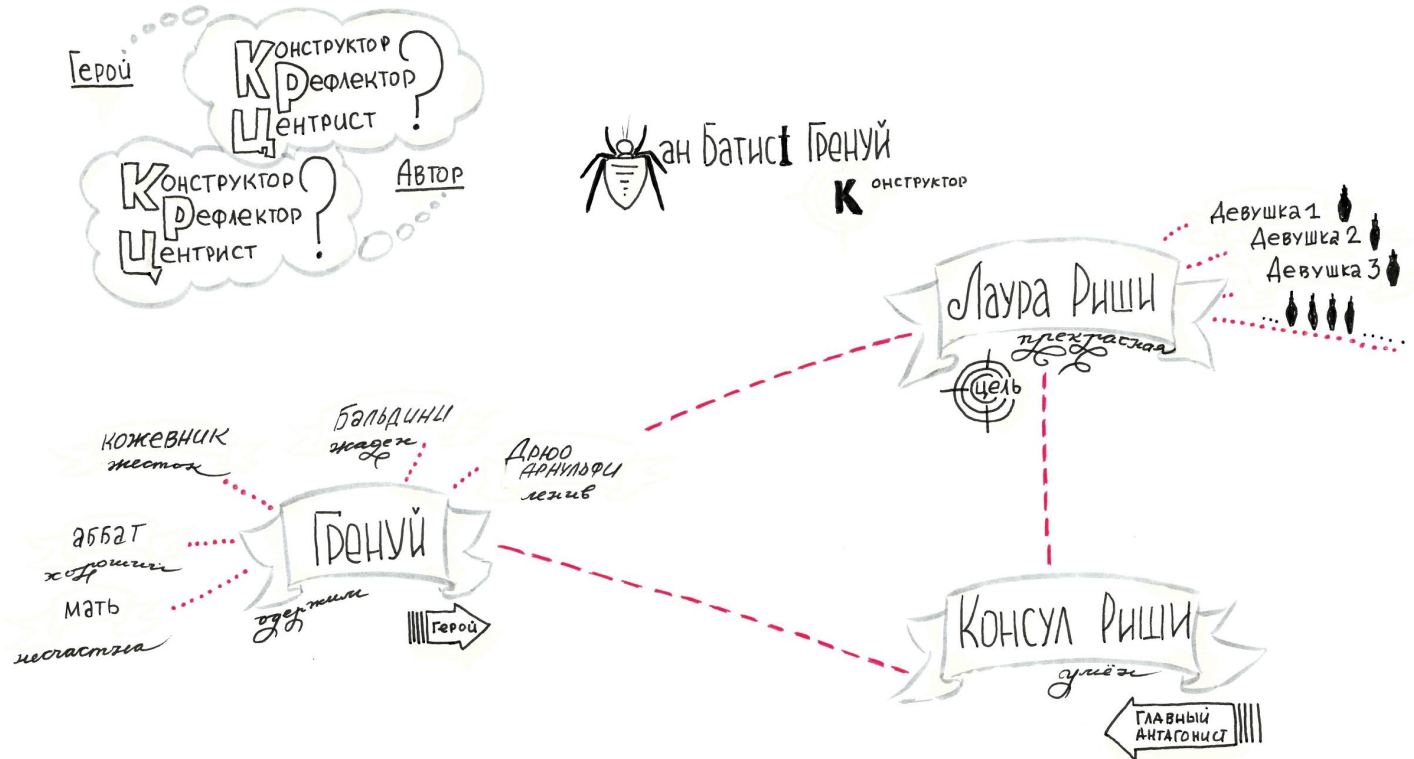 Герой
Конструктор
Рефлектор
Центрист
?
Автор
Конструктор
Рефлектор
Центрист
?
ан Батист Гренуй
Конструктор
Девушка 1
Девушка 2
Девушка 3
Лаура Риши
прекрасная
цель
кожевник
жесток
Бальдини
жаден
Дрюо
Арнульфи
ленив
аббат
хороший
мать
несчастна
Гренуй
одержим
Герой
Консул Риши
умён
Главный
антагонист